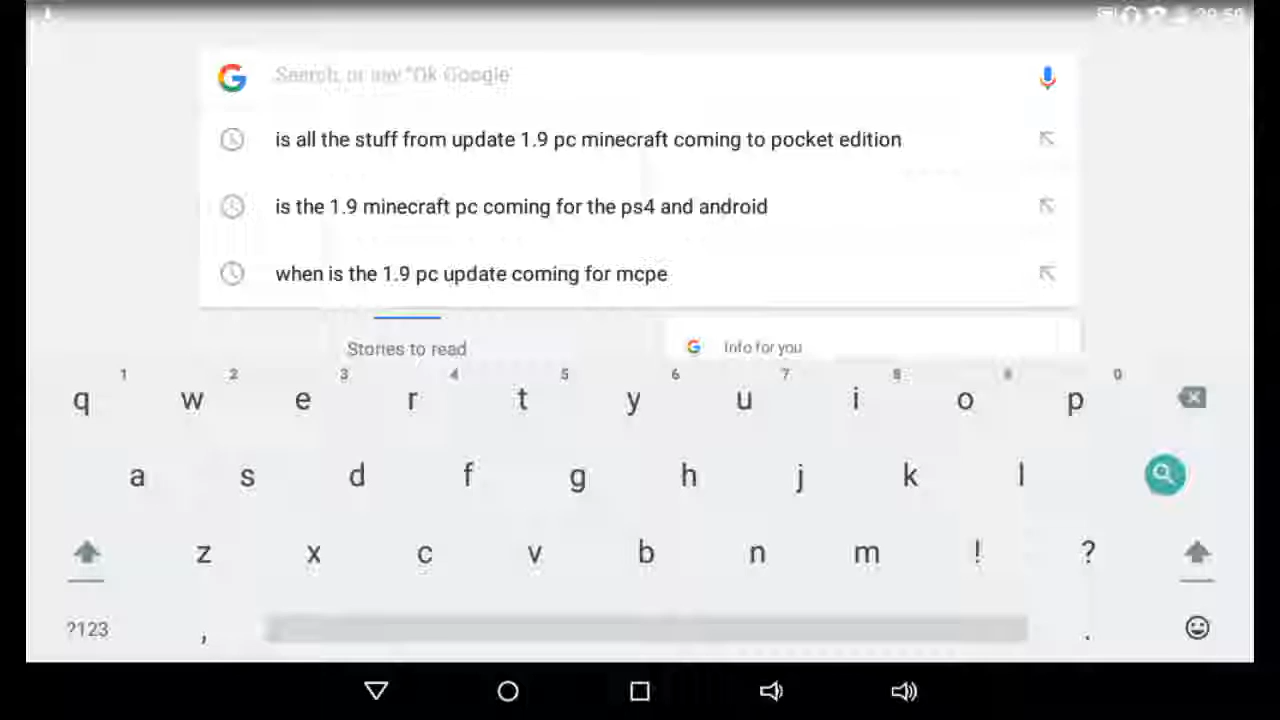 Search, or say "Ok Google"
is all the stuff from update 1.9 pc minecraft coming to pocket edition
is the 1.9 minecraft pc coming for the ps4 and android
when is the 1.9 pc update coming for mcpe
Stories to read
G Info for you
1 2 3 4 5 6 7 8 9 0
q w e r t y u i o p
a s d f g h j k l
z x c v b n m ! ?
?123 , .